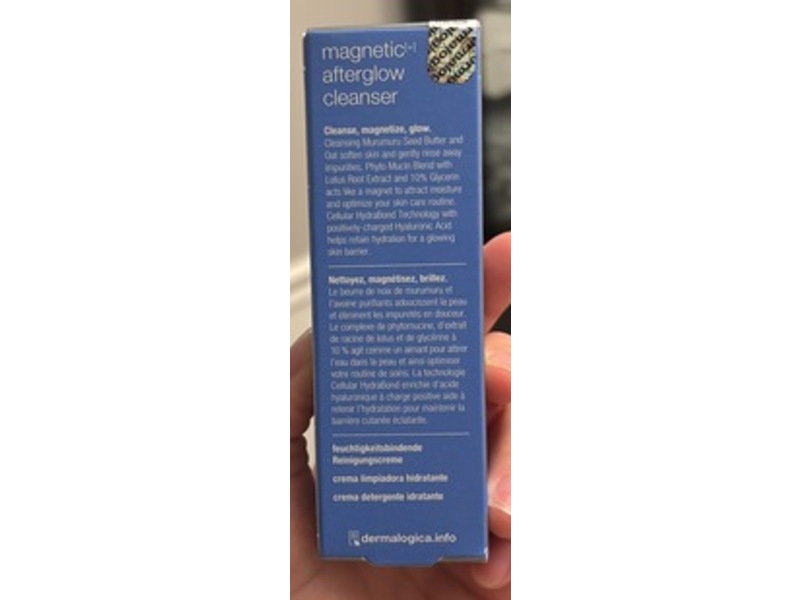 magnetic[+]
afterglow
cleanser
Cleanse, magnetize, glow.
Cleansing Murumuru Seed Butter and
Oat soften skin and gently rinse away
impurities. Phyto Mucin Blend with
Lotus Root Extract and 10% Glycerin
acts like a magnet to attract moisture
and optimize your skin care routine.
Cellular HydraBond Technology with
positively-charged Hyaluronic Acid
helps retain hydration for a glowing
skin barrier.
Nettoyez, magnétisez, brillez.
Le beurre de noix de murumuru et
l'avoine purifiants adoucissent la peau
et éliminent les impuretés en douceur.
Le complexe de phytomucine, d'extrait
de racine de lotus et de glycérine à
10 % agit comme un aimant pour attirer
l'eau dans la peau et ainsi optimiser
votre routine de soins. La technologie
Cellular HydraBond enrichie d'acide
hyaluronique à charge positive aide à
retenir l'hydratation pour maintenir la
barrière cutanée éclatante.
feuchtigkeitsbindende
Reinigungscreme
crema limpiadora hidratante
crema detergente idratante
dermalogica.info